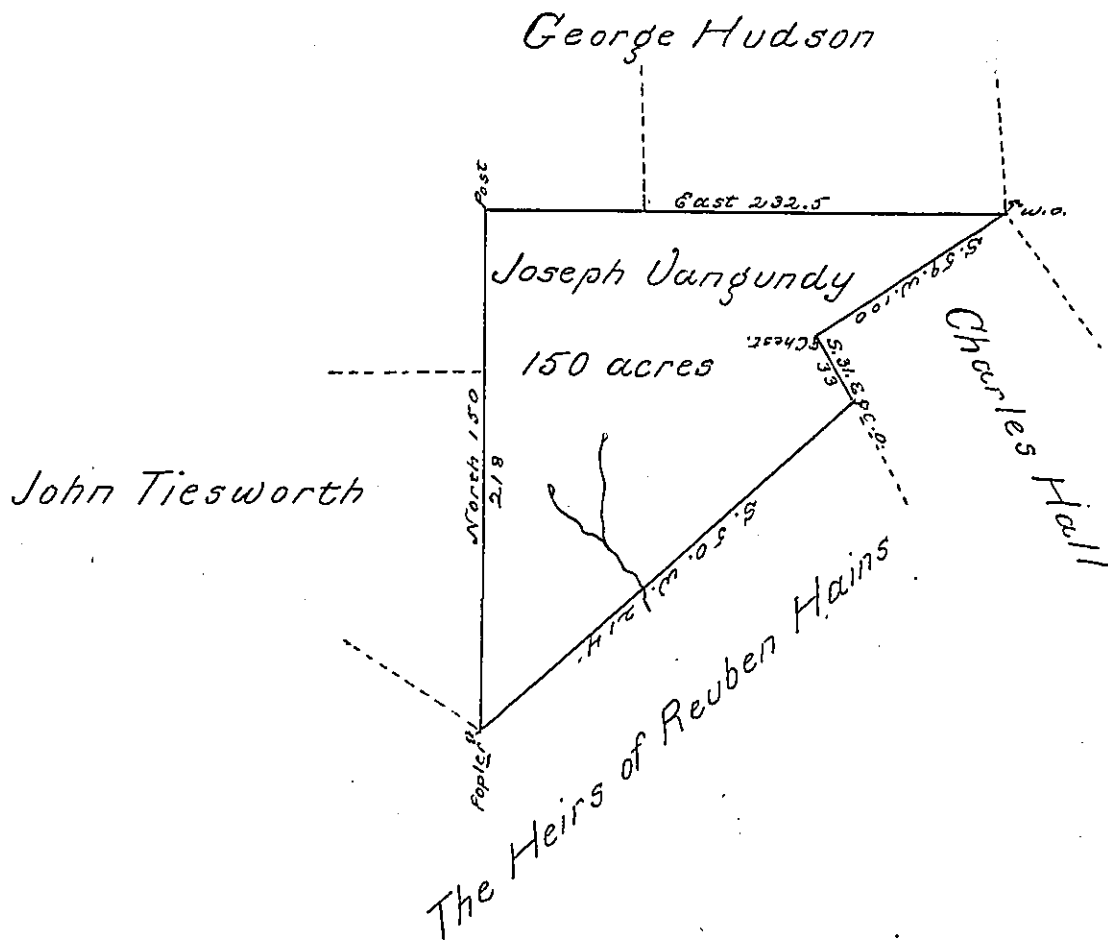 George Hudson
Post
East 232.5
W.O.
Joseph Vangundy
S. 59. W. 100
Chest.
150 acres
S. 31. E
33
Charles Hall
North 150
218
John Tiesworth
S. 50. W. 214.
The Heirs of Reuben Hains
Popler